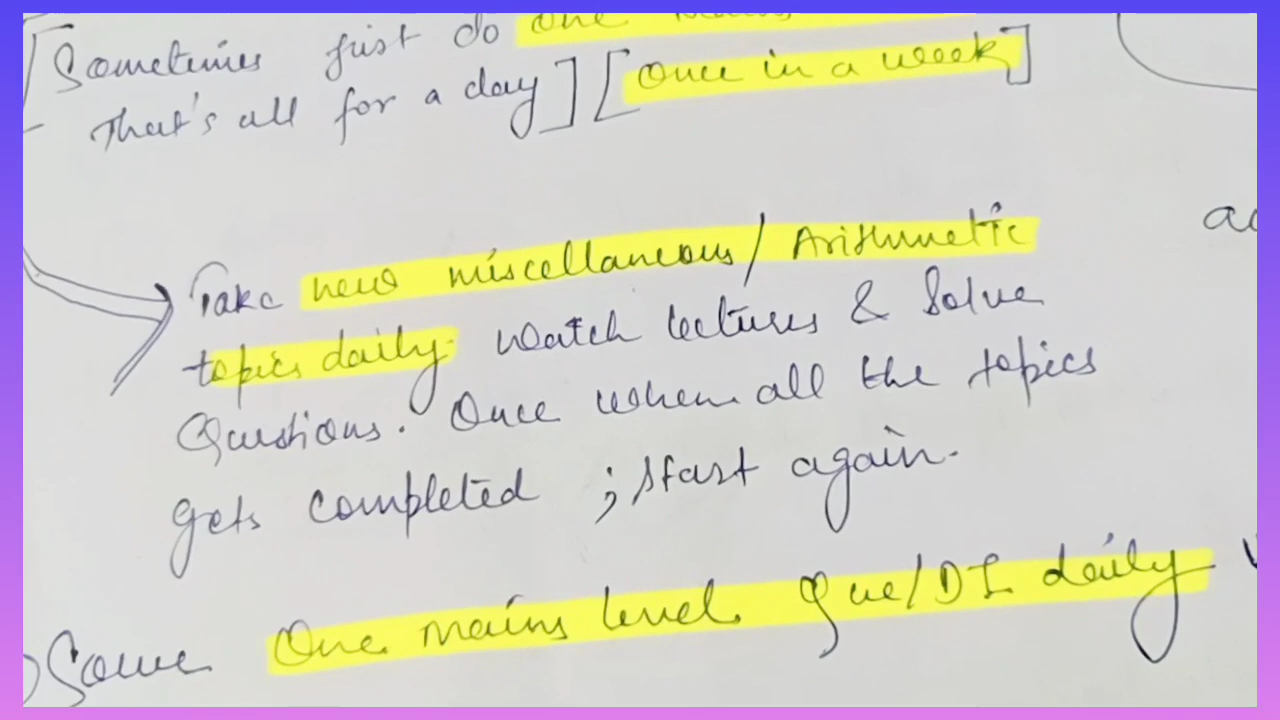 [Sometimes just do One
That's all for a day] [Once in a week]
Take new miscellaneous/Arithmetic
topics daily. Watch lectures & Solve
Questions. Once when all the topics
gets completed ; start again.
Some One mains level Que/DI daily